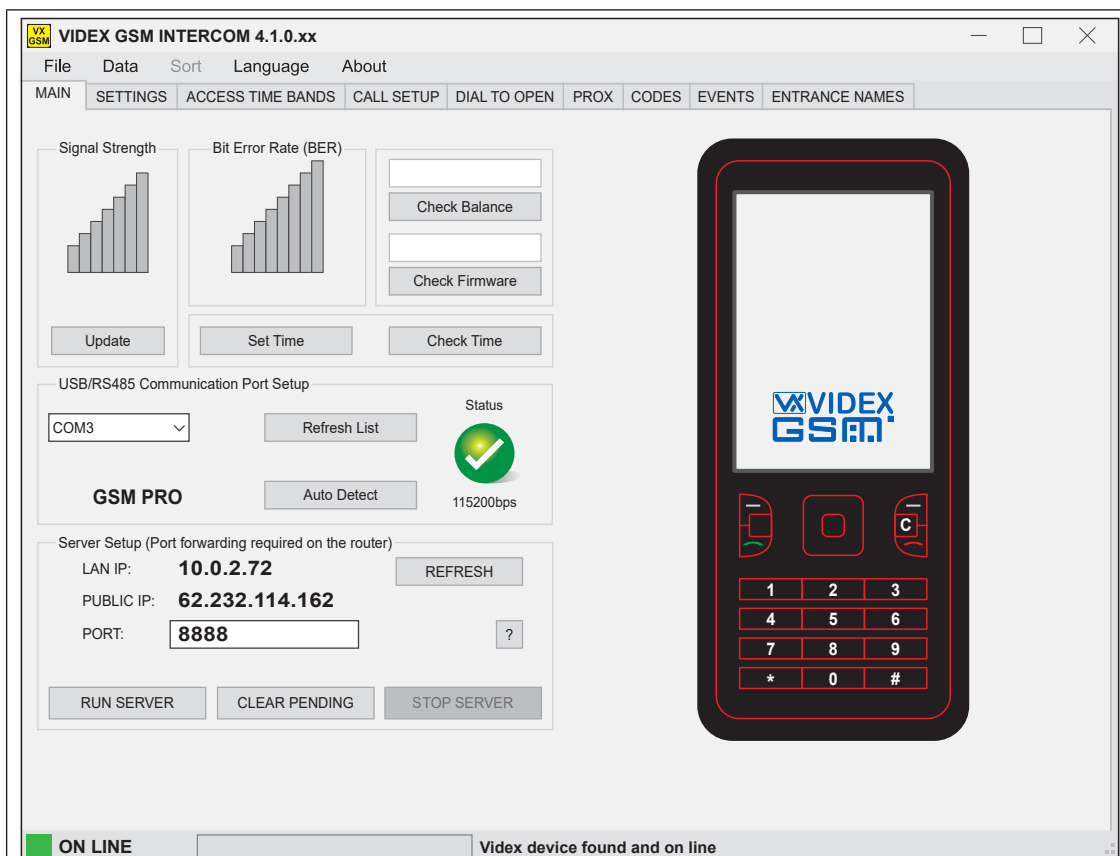 VX
GSM
VIDEX GSM INTERCOM 4.1.0.xx
File Data Sort Language About
MAIN SETTINGS ACCESS TIME BANDS CALL SETUP DIAL TO OPEN PROX CODES EVENTS ENTRANCE NAMES
Signal Strength
Bit Error Rate (BER)
Check Balance
Check Firmware
Update
Set Time
Check Time
USB/RS485 Communication Port Setup
COM3
Refresh List
Status
GSM PRO
Auto Detect
115200bps
Server Setup (Port forwarding required on the router)
LAN IP: 10.0.2.72
REFRESH
PUBLIC IP: 62.232.114.162
PORT: 8888
?
RUN SERVER
CLEAR PENDING
STOP SERVER
VX VIDEX
GSM
C
1 2 3
4 5 6
7 8 9
* 0 #
ON LINE
Videx device found and on line